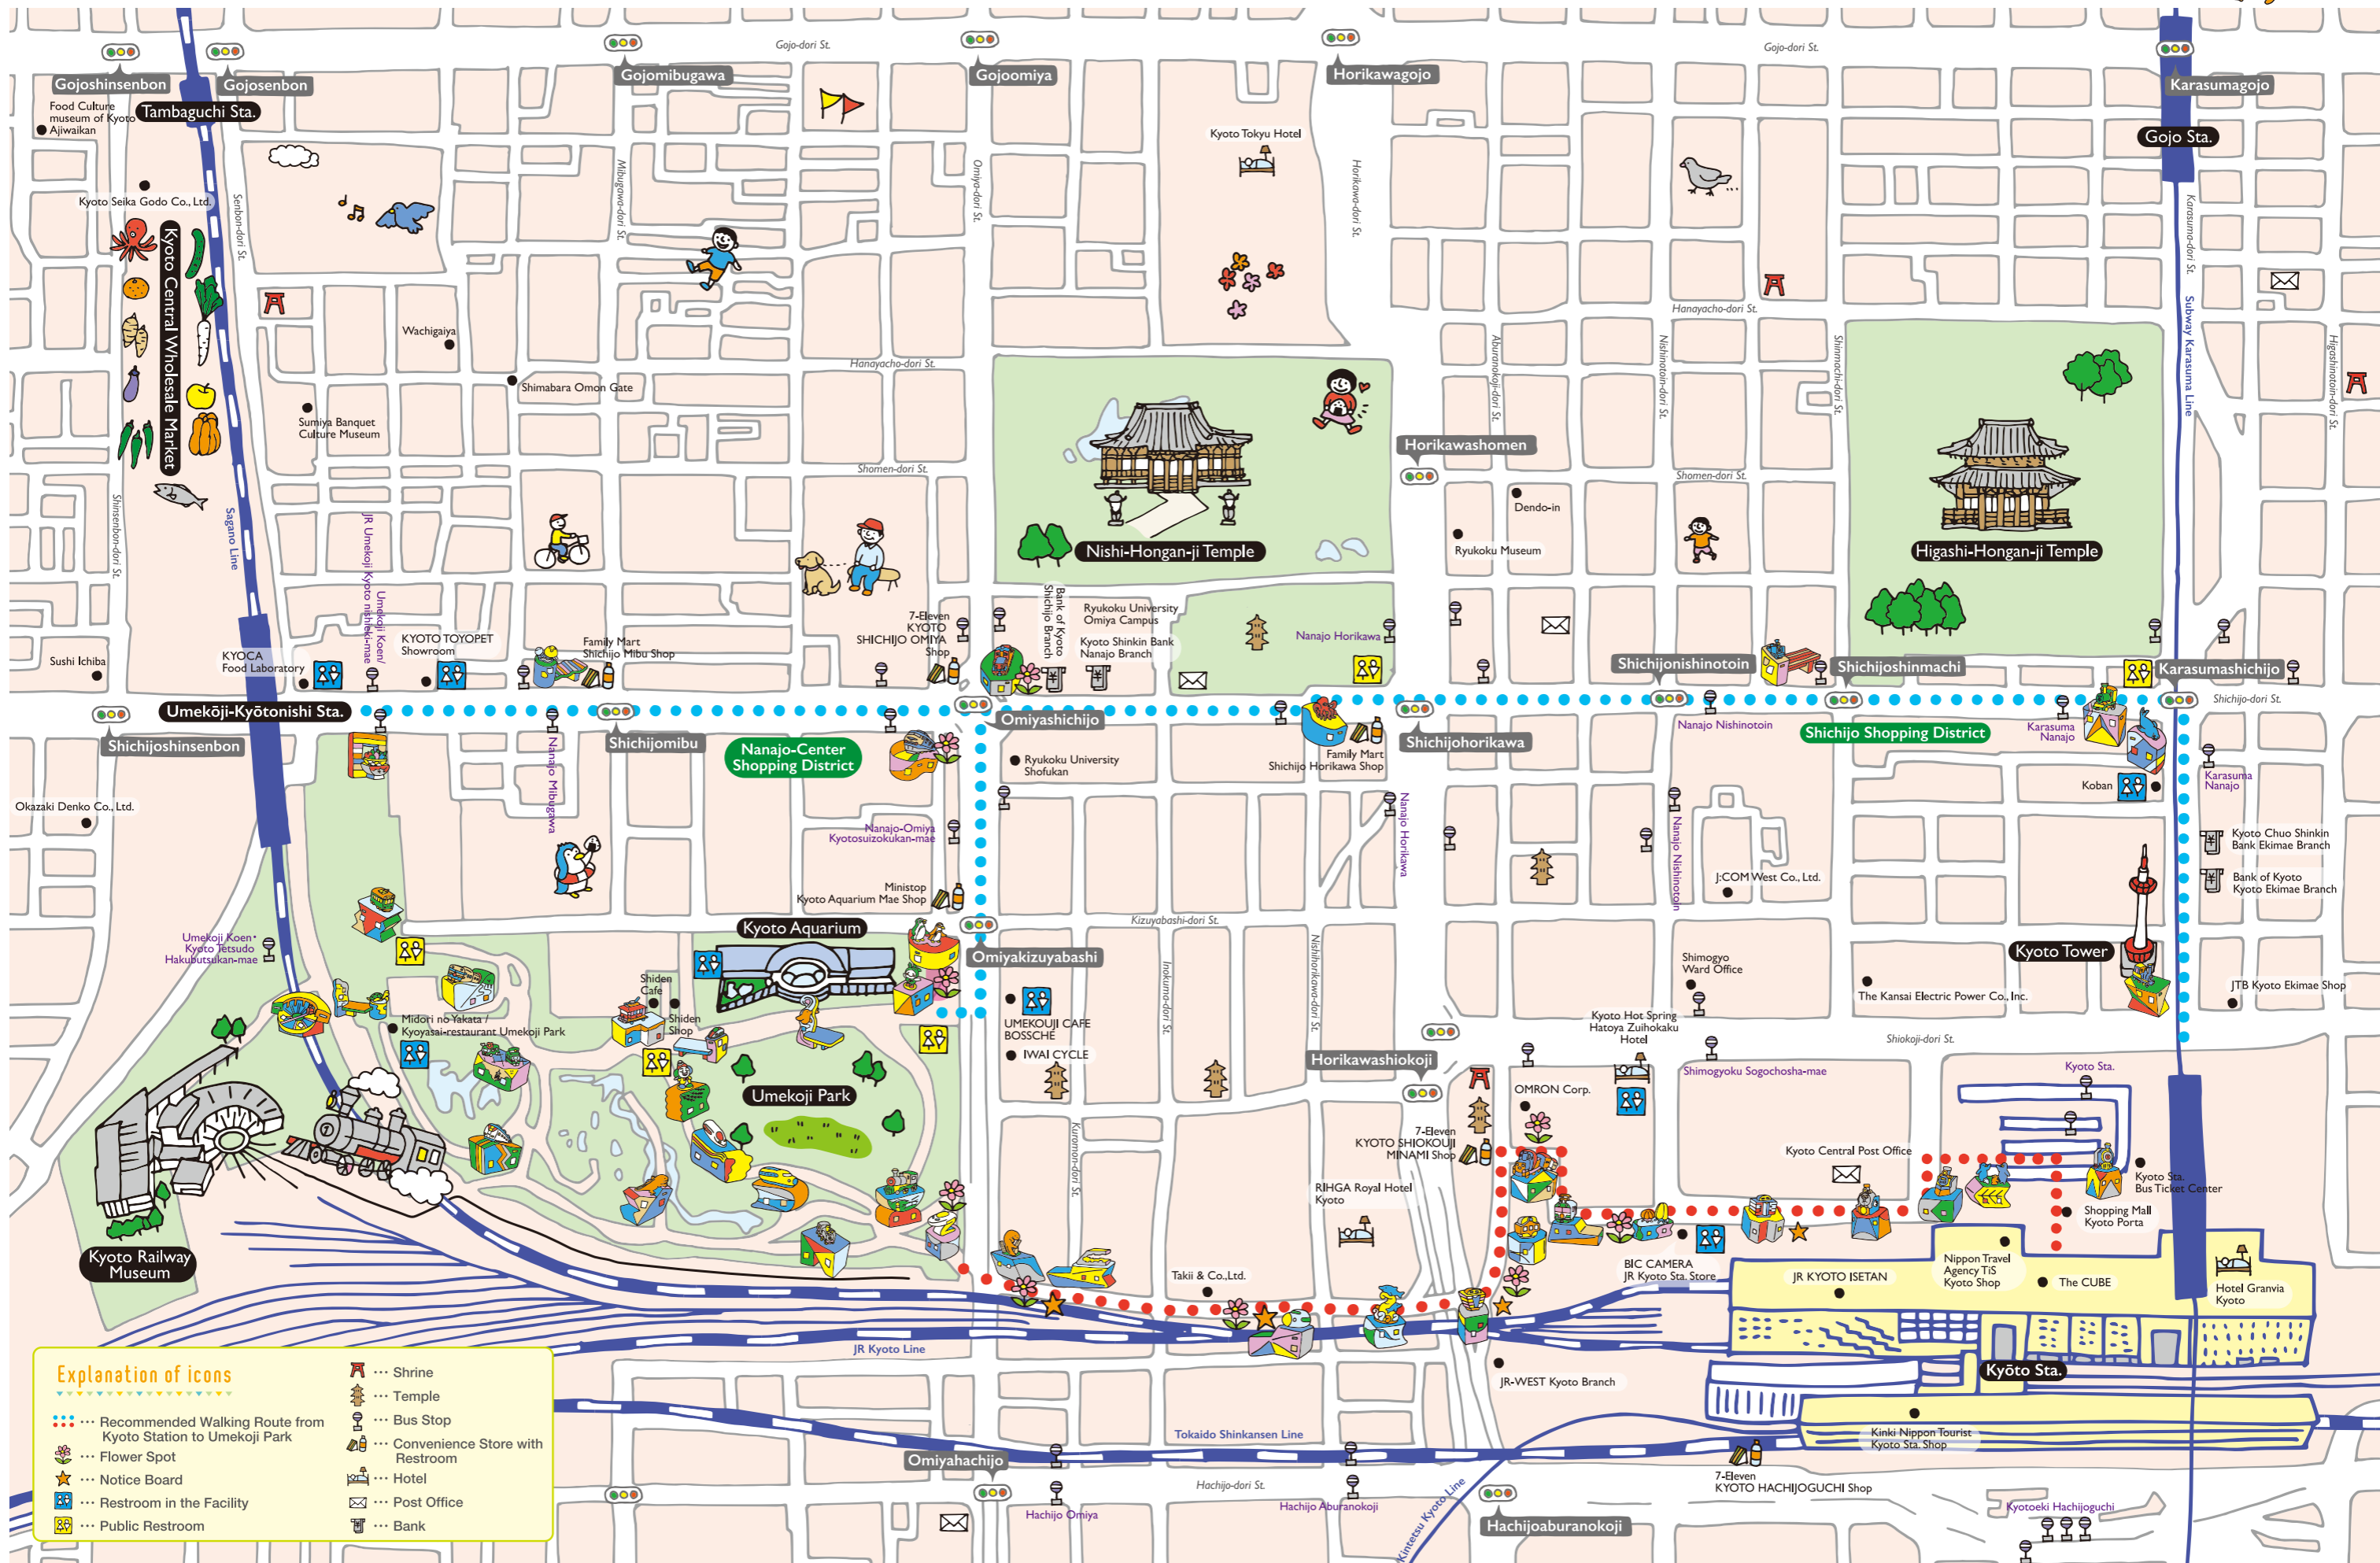 Gojo-dori St.
Gojo-dori St.
Gojoshinsenbon
Gojosenbon
Gojomibugawa
Gojoomiya
Horikawagojo
Karasumagojo
Food Culture
museum of Kyoto
Ajiwaikan
Tambaguchi Sta.
Gojo Sta.
Kyoto Tokyu Hotel
Kyoto Seika Godo Co., Ltd.
Kyoto Central Wholesale Market
Senbon-dori St.
Mibugawa-dori St.
Omiya-dori St.
Horikawa-dori St.
Karasuma-dori St.
Subway Karasuma Line
Hanayacho-dori St.
Wachigaiya
Shimabara Omon Gate
Hanayacho-dori St.
Aburanokoji-dori St.
Nishinotoin-dori St.
Shinmachi-dori St.
Higashinotoin-dori St.
Sumiya Banquet
Culture Museum
Horikawashomen
Shomen-dori St.
Shomen-dori St.
Shinsenbon-dori St.
Sagano Line
JR Umekoji Kyoto nishieki-mae
Umekoji Koen/
Dendo-in
Ryukoku Museum
Nishi-Hongan-ji Temple
Higashi-Hongan-ji Temple
Sushi Ichiba
KYOCA
Food Laboratory
KYOTO TOYOPET
Showroom
Family Mart
Shichijo Mibu Shop
7-Eleven
KYOTO
SHICHIJO OMIYA
Shop
Bank of Kyoto
Shichijo Branch
Ryukoku University
Omiya Campus
Kyoto Shinkin Bank
Nanajo Branch
Nanajo Horikawa
Shichijonishinotoin
Shichijoshinmachi
Karasumashichijo
Shichijo-dori St.
Umekōji-Kyōtonishi Sta.
Shichijoshinsenbon
Shichijomibu
Omiyashichijo
Shichijohorikawa
Nanajo Nishinotoin
Shichijo Shopping District
Karasuma
Nanajo
Nanajo Mibugawa
Nanajo-Center
Shopping District
Ryukoku University
Shofukan
Family Mart
Shichijo Horikawa Shop
Koban
Karasuma
Nanajo
Okazaki Denko Co., Ltd.
Nanajo-Omiya
Kyotosuizokukan-mae
Nanajo Horikawa
Nanajo Nishinotoin
Kyoto Chuo Shinkin
Bank Ekimae Branch
Bank of Kyoto
Kyoto Ekimae Branch
J:COM West Co., Ltd.
Ministop
Kyoto Aquarium Mae Shop
Kyoto Aquarium
Kizuyabashi-dori St.
Umekoji Koen·
Kyoto Tetsudo
Hakubutsukan-mae
Omiyakizuyabashi
Inokuma-dori St.
Nishihorikawa-dori St.
Shimogyo
Ward Office
Kyoto Tower
The Kansai Electric Power Co., Inc.
JTB Kyoto Ekimae Shop
Shiden
Cafe
Shiden
Shop
Midori no Yakata /
Kyoyasai-restaurant Umekoji Park
UMEKOUJI CAFE
BOSSCHE
IWAI CYCLE
Kyoto Hot Spring
Hatoya Zuihokaku
Hotel
Shiokoji-dori St.
Horikawashiokoji
Shimogyoku Sogochosha-mae
Kyoto Sta.
Umekoji Park
OMRON Corp.
7-Eleven
KYOTO SHIOKOUJI
MINAMI Shop
Kuromon-dori St.
Kyoto Central Post Office
RIHGA Royal Hotel
Kyoto
Kyoto Sta.
Bus Ticket Center
Shopping Mall
Kyoto Porta
Kyoto Railway
Museum
Takii & Co.,Ltd.
BIC CAMERA
JR Kyoto Sta. Store
JR KYOTO ISETAN
Nippon Travel
Agency TiS
Kyoto Shop
The CUBE
Hotel Granvia
Kyoto
JR Kyoto Line
JR-WEST Kyoto Branch
Kyōto Sta.
Tokaido Shinkansen Line
Kinki Nippon Tourist
Kyoto Sta. Shop
Omiyahachijo
Hachijo-dori St.
Hachijo Omiya
Hachijo Aburanokoji
Kintetsu Kyoto Line
7-Eleven
KYOTO HACHIJOGUCHI Shop
Hachijoaburanokoji
Kyotoeki Hachijoguchi
Explanation of icons
··· Recommended Walking Route from
Kyoto Station to Umekoji Park
··· Flower Spot
··· Notice Board
··· Restroom in the Facility
··· Public Restroom
··· Shrine
··· Temple
··· Bus Stop
··· Convenience Store with
Restroom
··· Hotel
··· Post Office
··· Bank